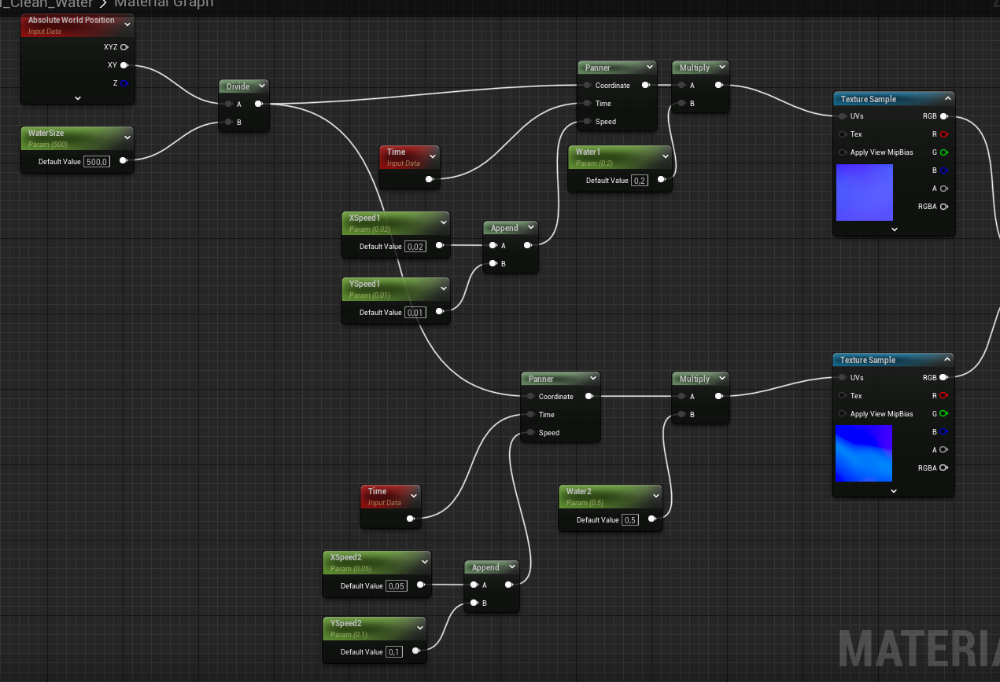 _Clean_Water > Material Graph
Absolute World Position
Input Data
XYZ
XY
Z
WaterSize
Param (500)
Default Value 500,0
Divide
A
B
Time
Input Data
XSpeed1
Param (0.02)
Default Value 0,02
YSpeed1
Param (0.01)
Default Value 0,01
Append
A
B
Panner
Coordinate
Time
Speed
Multiply
A
B
Water1
Param (0.2)
Default Value 0,2
Texture Sample
UVs RGB
Tex R
Apply View MipBias G
B
A
RGBA
Panner
Coordinate
Time
Speed
Multiply
A
B
Time
Input Data
Water2
Param (0.5)
Default Value 0,5
XSpeed2
Param (0.05)
Default Value 0,05
YSpeed2
Param (0.1)
Default Value 0,1
Append
A
B
Texture Sample
UVs RGB
Tex R
Apply View MipBias G
B
A
RGBA
MATERIA